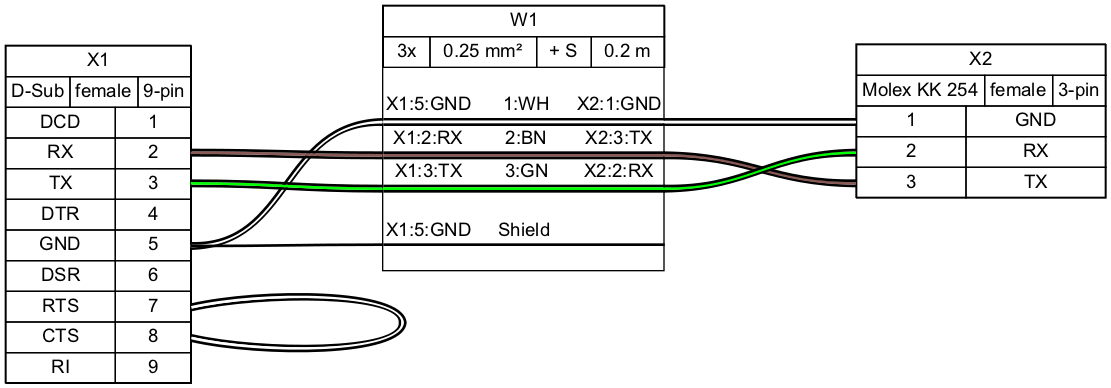 X1
D-Sub female 9-pin
DCD 1
RX 2
TX 3
DTR 4
GND 5
DSR 6
RTS 7
CTS 8
RI 9
W1
3x 0.25 mm² + S 0.2 m
X1:5:GND 1:WH X2:1:GND
X1:2:RX 2:BN X2:3:TX
X1:3:TX 3:GN X2:2:RX
X1:5:GND Shield
X2
Molex KK 254 female 3-pin
1 GND
2 RX
3 TX